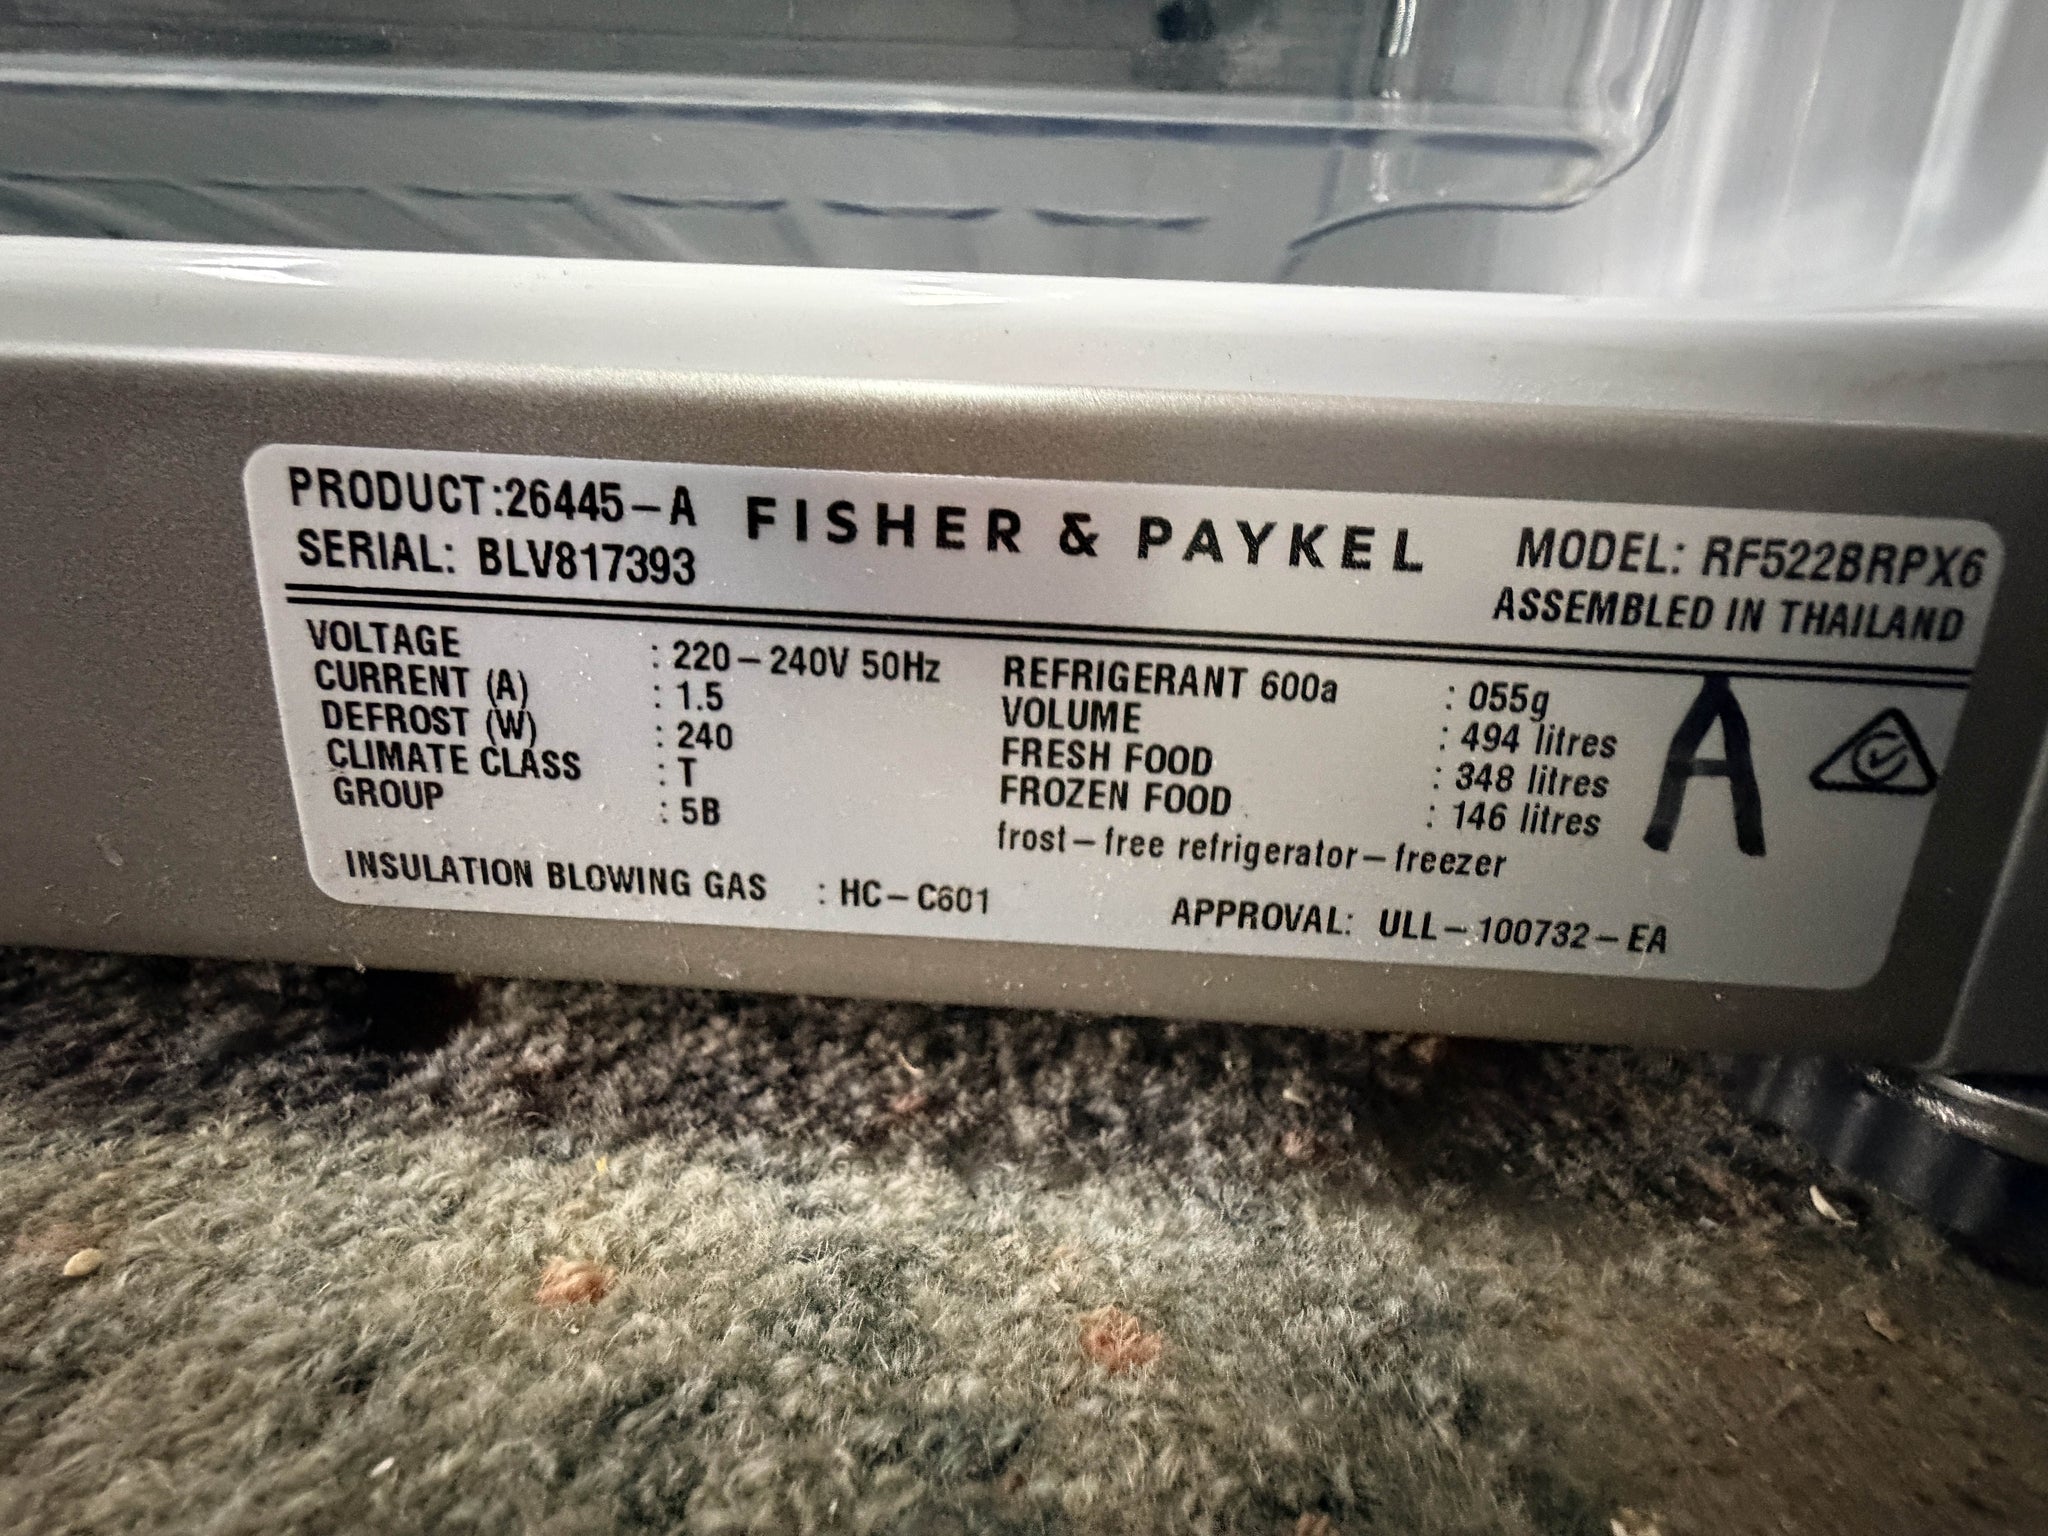 PRODUCT:26445-A
SERIAL: BLV817393
FISHER & PAYKEL
MODEL: RF522BRPX6
ASSEMBLED IN THAILAND
VOLTAGE : 220-240V 50Hz
CURRENT (A) : 1.5
DEFROST (W) : 240
CLIMATE CLASS : T
GROUP : 5B
REFRIGERANT 600a : 055g
VOLUME : 494 litres
FRESH FOOD : 348 litres
FROZEN FOOD : 146 litres
frost-free refrigerator-freezer
A
INSULATION BLOWING GAS : HC-C601
APPROVAL: ULL-100732-EA